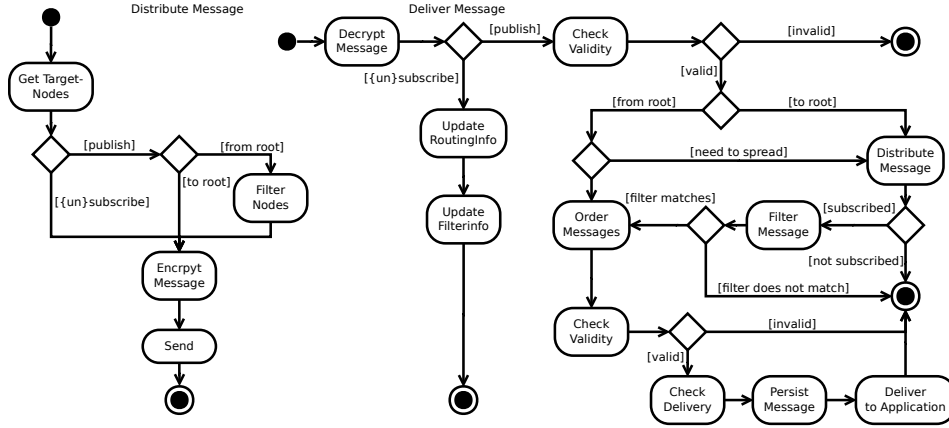 Distribute Message
Get Target-
Nodes
[publish]
[from root]
[to root]
[{un}subscribe]
Filter
Nodes
Encrpyt
Message
Send
Deliver Message
Decrypt
Message
[publish]
[{un}subscribe]
Update
RoutingInfo
Update
Filterinfo
Check
Validity
[invalid]
[valid]
[from root]
[to root]
[need to spread]
Distribute
Message
[filter matches]
[subscribed]
Order
Messages
Filter
Message
[not subscribed]
[filter does not match]
Check
Validity
[invalid]
[valid]
Check
Delivery
Persist
Message
Deliver
to Application